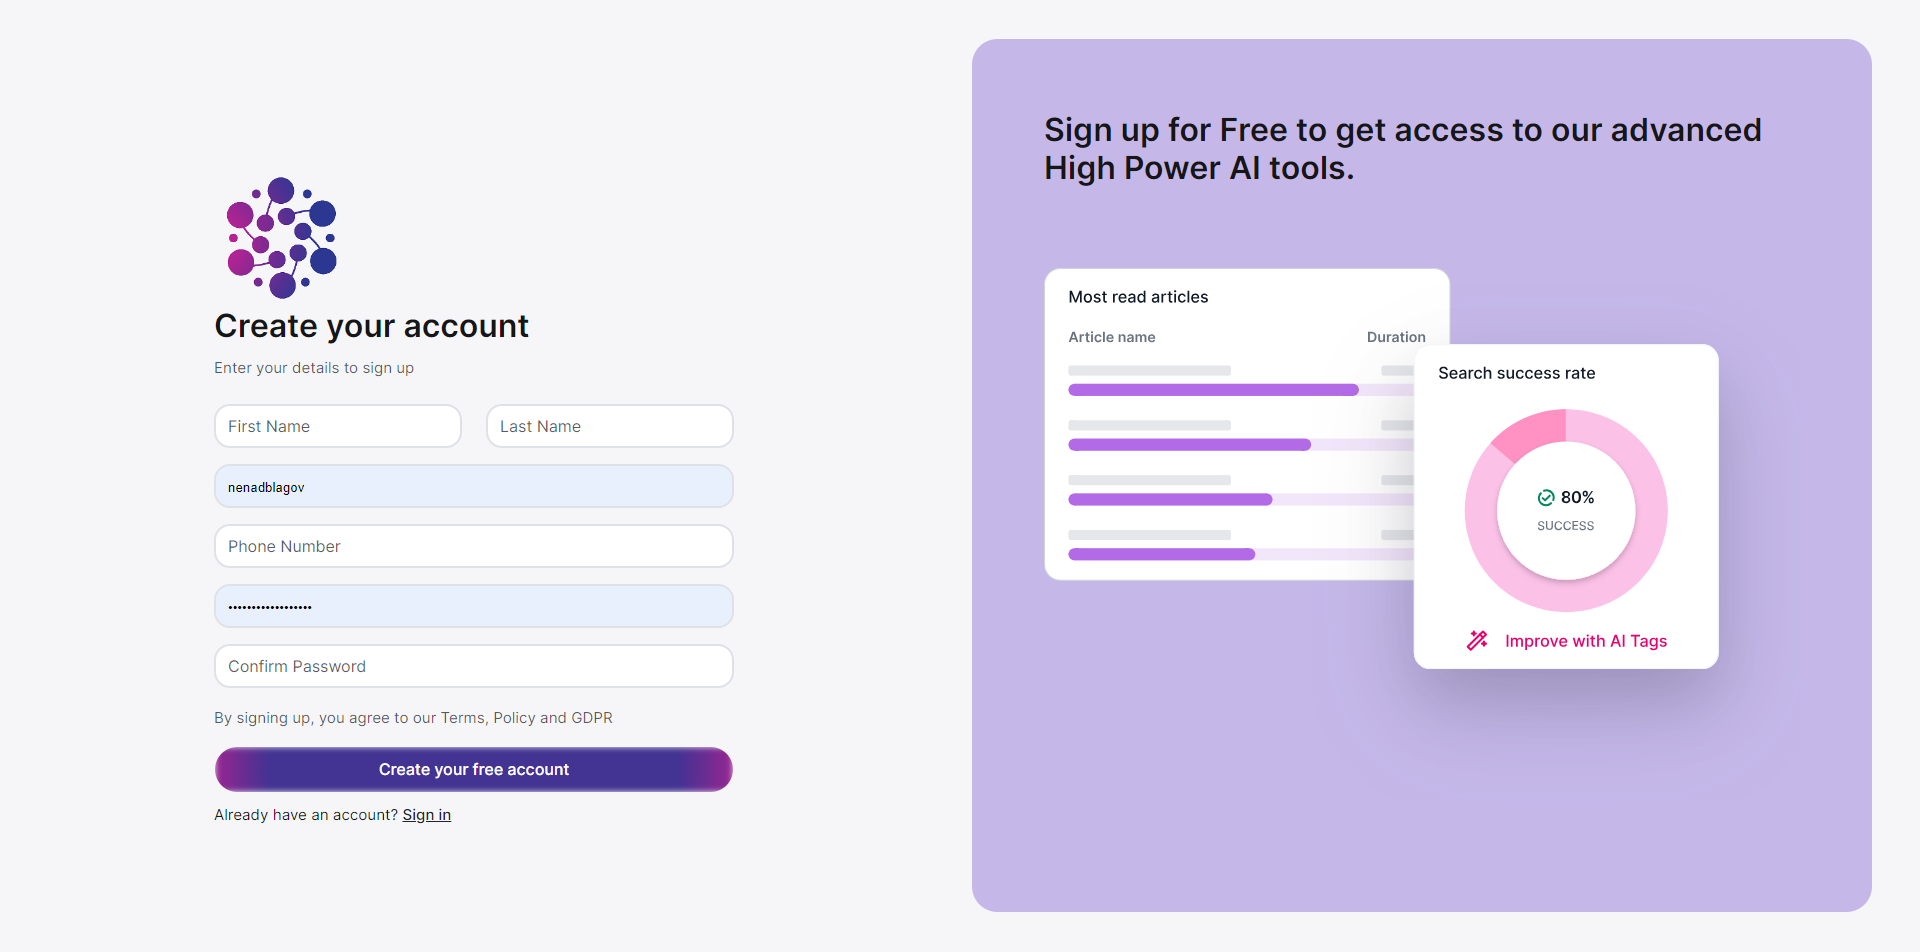 Create your account
Enter your details to sign up
First Name
Last Name
nenadblagov
Phone Number
••••••••••••••••••
Confirm Password
By signing up, you agree to our Terms, Policy and GDPR
Create your free account
Already have an account? Sign in
Sign up for Free to get access to our advanced
High Power AI tools.
Most read articles
Article name
Duration
Search success rate
80%
SUCCESS
Improve with AI Tags